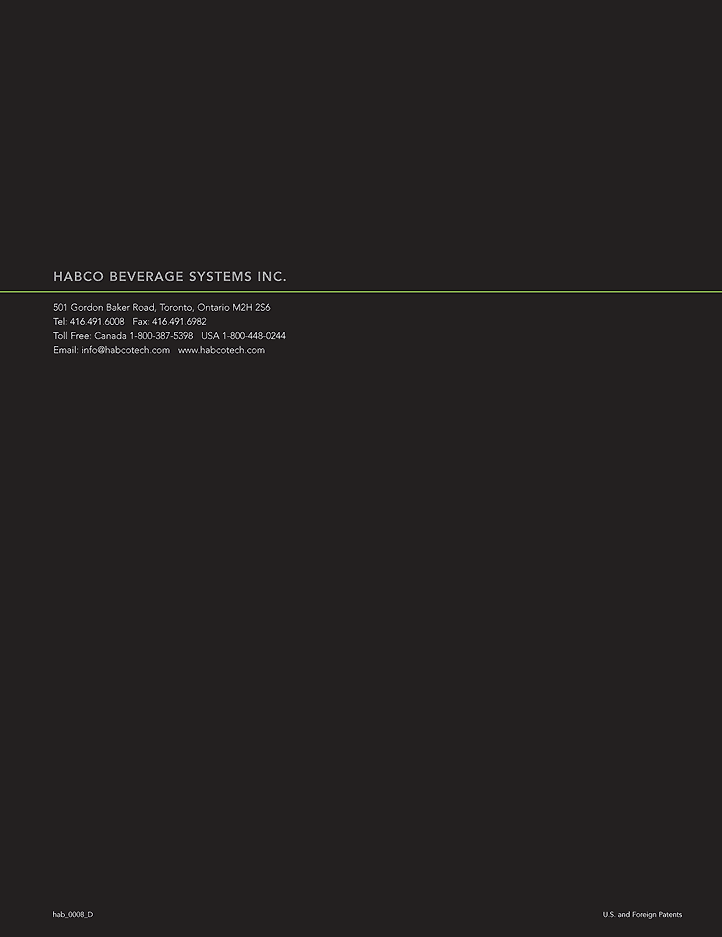 HABCO BEVERAGE SYSTEMS INC.
501 Gordon Baker Road, Toronto, Ontario M2H 2S6
Tel: 416.491.6008 Fax: 416.491.6982
Toll Free: Canada 1-800-387-5398 USA 1-800-448-0244
Email: info@habcotech.com www.habcotech.com
hab_0008_D
U.S. and Foreign Patents